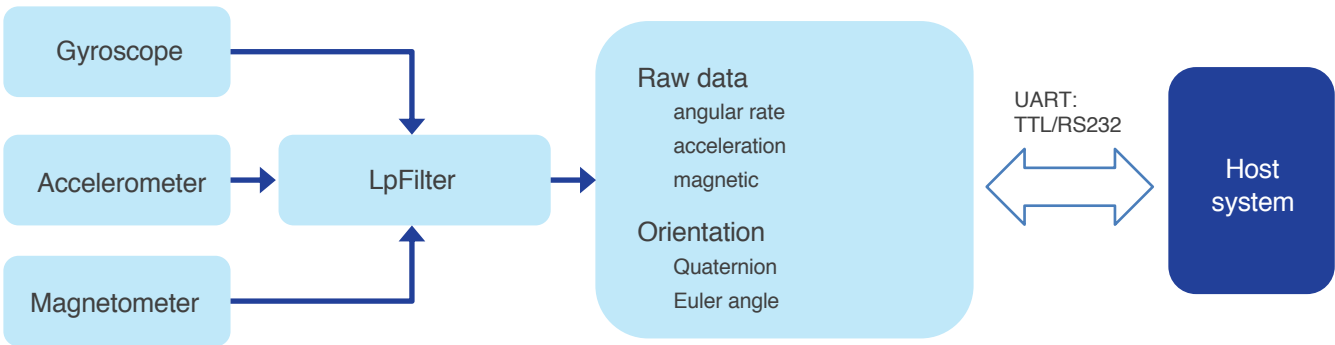 Gyroscope
Accelerometer
Magnetometer
LpFilter
Raw data
angular rate
acceleration
magnetic
Orientation
Quaternion
Euler angle
UART:
TTL/RS232
Host
system